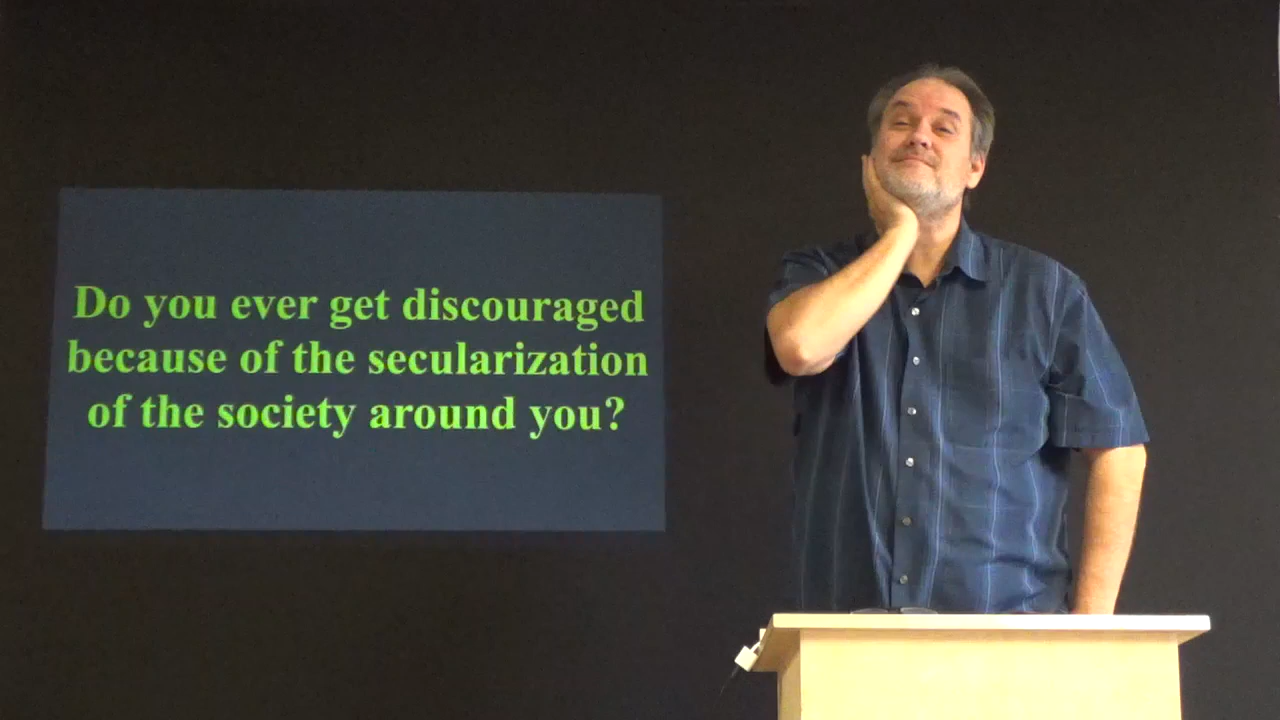 Do you ever get discouraged
because of the secularization
of the society around you?